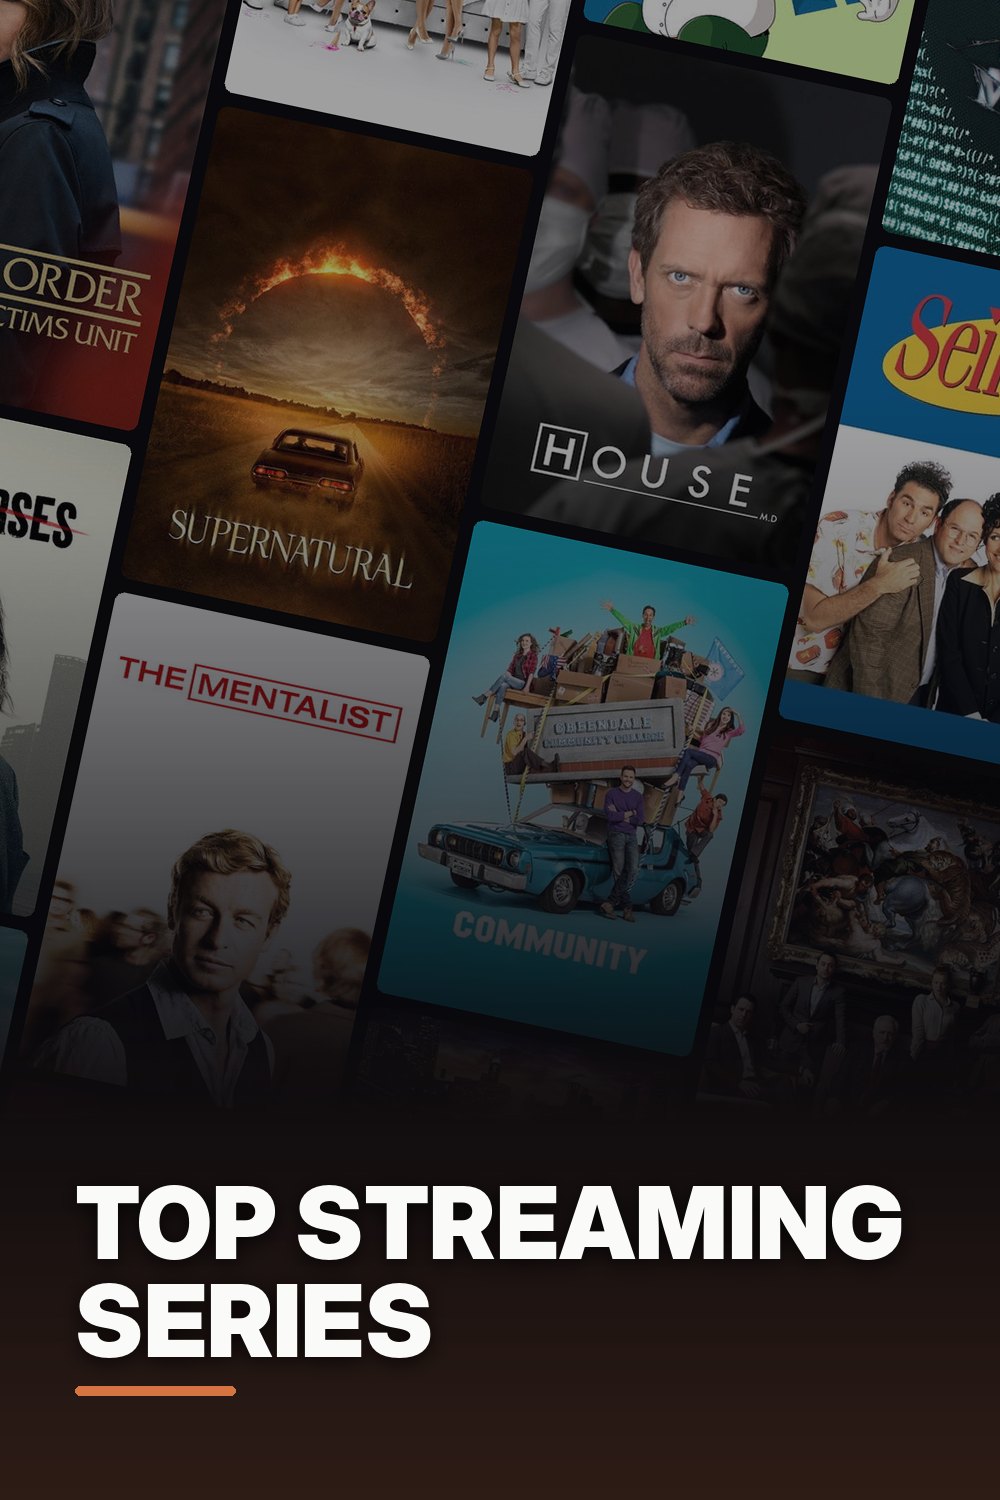 ORDER
CTIMS UNIT
SUPERNATURAL
HOUSE
M.D
THE MENTALIST
GREENDALE
COMMUNITY COLLEGE
COMMUNITY
TOP STREAMING
SERIES